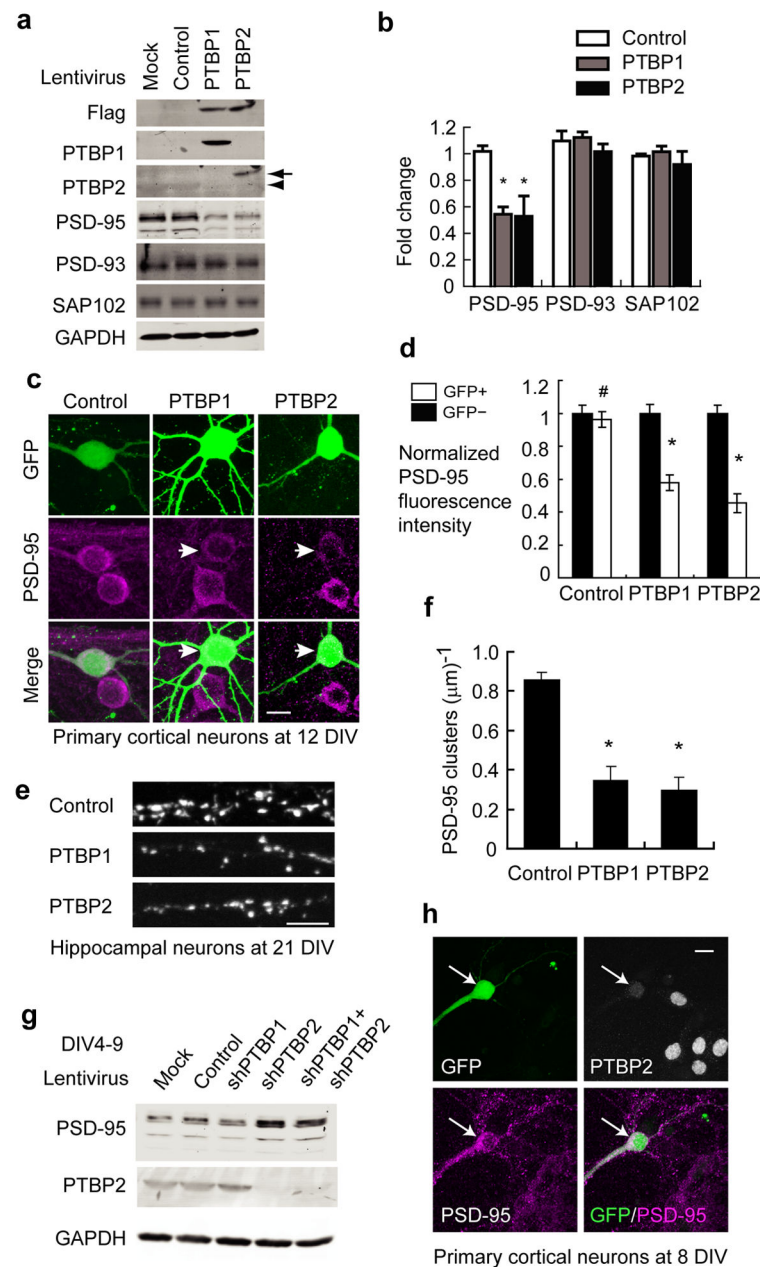 a
Lentivirus
Mock
Control
PTBP1
PTBP2
Flag
PTBP1
PTBP2
PSD-95
PSD-93
SAP102
GAPDH
b
Control
PTBP1
PTBP2
Fold change
1.2
1
0.8
0.6
0.4
0.2
0
* *
PSD-95 PSD-93 SAP102
c
Control PTBP1 PTBP2
GFP
PSD-95
Merge
Primary cortical neurons at 12 DIV
d
GFP+
GFP−
Normalized
PSD-95
fluorescence
intensity
1.2
1
0.8
0.6
0.4
0.2
0
#
*
*
Control PTBP1 PTBP2
e
Control
PTBP1
PTBP2
Hippocampal neurons at 21 DIV
f
PSD-95 clusters (μm)-1
1.0
0.8
0.6
0.4
0.2
0
* *
Control PTBP1 PTBP2
g
DIV4-9
Lentivirus
Mock
Control
shPTBP1
shPTBP2
shPTBP1+
shPTBP2
PSD-95
PTBP2
GAPDH
h
GFP
PTBP2
PSD-95
GFP/PSD-95
Primary cortical neurons at 8 DIV